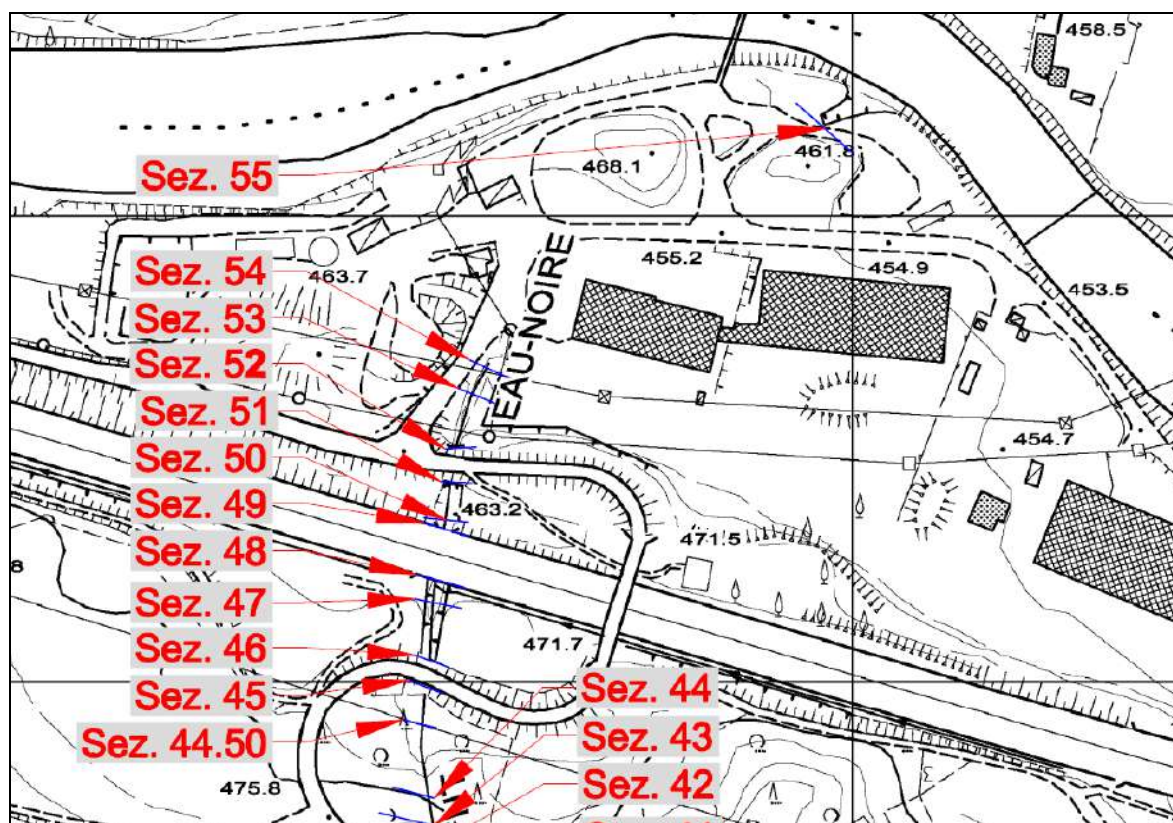 458.5
461.8
468.1
Sez. 55
EAU-NOIRE
455.2
454.9
453.5
Sez. 54
463.7
Sez. 53
Sez. 52
Sez. 51
454.7
Sez. 50
Sez. 49
463.2
471.5
Sez. 48
8
Sez. 47
Sez. 46
471.7
Sez. 45
Sez. 44
Sez. 44.50
Sez. 43
475.8
Sez. 42